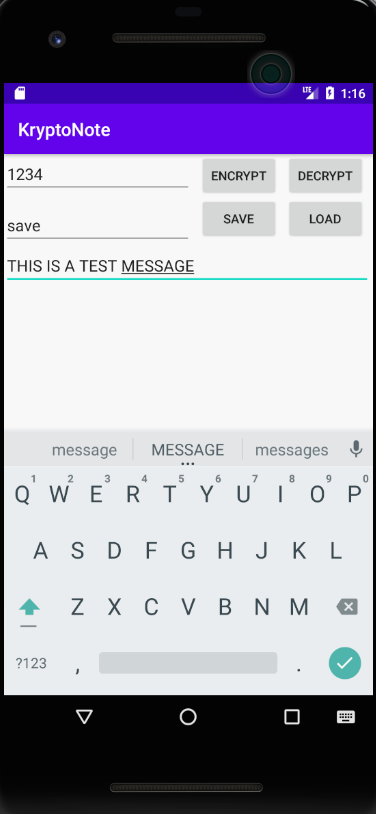 LTE 1:16
KryptoNote
1234 ENCRYPT DECRYPT
save SAVE LOAD
THIS IS A TEST MESSAGE
message MESSAGE messages
1 2 3 4 5 6 7 8 9 0
Q W E R T Y U I O P
A S D F G H J K L
Z X C V B N M
?123 , .